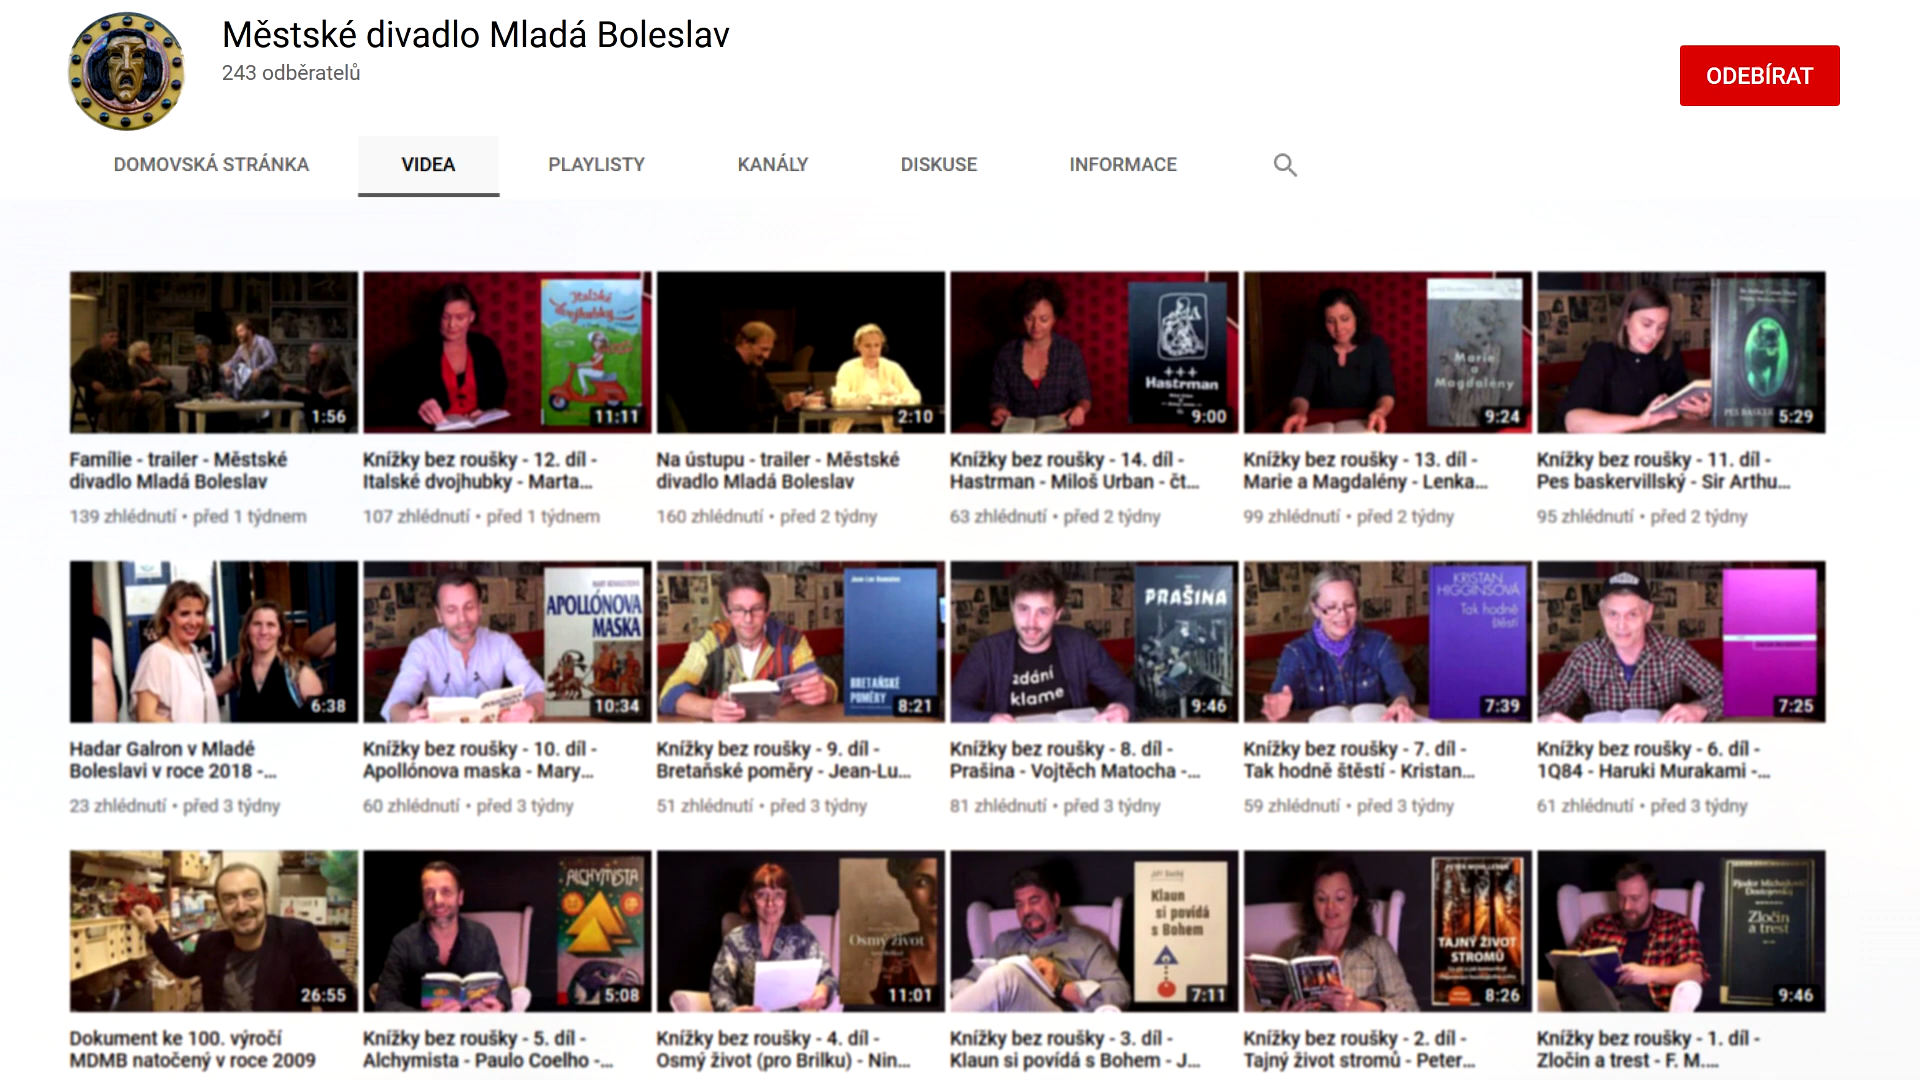 Městské divadlo Mladá Boleslav
243 odběratelů
ODEBÍRAT
DOMOVSKÁ STRÁNKA
VIDEA
PLAYLISTY
KANÁLY
DISKUSE
INFORMACE
1:56
Italské dvojhubky
11:11
2:10
Hastrman
9:00
Marie
a
Magdalény
9:24
PES BASKER
5:29
Famílie - trailer - Městské
divadlo Mladá Boleslav
139 zhlédnutí • před 1 týdnem
Knížky bez roušky - 12. díl -
Italské dvojhubky - Marta...
107 zhlédnutí • před 1 týdnem
Na ústupu - trailer - Městské
divadlo Mladá Boleslav
160 zhlédnutí • před 2 týdny
Knížky bez roušky - 14. díl -
Hastrman - Miloš Urban - čt...
63 zhlédnutí • před 2 týdny
Knížky bez roušky - 13. díl -
Marie a Magdalény - Lenka...
99 zhlédnutí • před 2 týdny
Knížky bez roušky - 11. díl -
Pes baskervillský - Sir Arthu...
95 zhlédnutí • před 2 týdny
6:38
APOLLÓNOVA
MASKA
10:34
BRETAŇSKÉ
POMĚRY
8:21
zdání
klame
PRAŠINA
9:46
KRISTAN
HIGGINSOVÁ
Tak hodně
štěstí
7:39
7:25
Hadar Galron v Mladé
Boleslavi v roce 2018 -...
23 zhlédnutí • před 3 týdny
Knížky bez roušky - 10. díl -
Apollónova maska - Mary...
60 zhlédnutí • před 3 týdny
Knížky bez roušky - 9. díl -
Bretaňské poměry - Jean-Lu...
51 zhlédnutí • před 3 týdny
Knížky bez roušky - 8. díl -
Prašina - Vojtěch Matocha -...
81 zhlédnutí • před 3 týdny
Knížky bez roušky - 7. díl -
Tak hodně štěstí - Kristan...
59 zhlédnutí • před 3 týdny
Knížky bez roušky - 6. díl -
1Q84 - Haruki Murakami -...
61 zhlédnutí • před 3 týdny
26:55
ALCHYMISTA
5:08
Osmý život
11:01
Klaun
si povídá
s Bohem
7:11
TAJNÝ ŽIVOT
STROMŮ
8:26
Fjodor Michajlovič
Dostojevskij
Zločin
a trest
9:46
Dokument ke 100. výročí
MDMB natočený v roce 2009
Knížky bez roušky - 5. díl -
Alchymista - Paulo Coelho -...
Knížky bez roušky - 4. díl -
Osmý život (pro Brilku) - Nin...
Knížky bez roušky - 3. díl -
Klaun si povídá s Bohem - J...
Knížky bez roušky - 2. díl -
Tajný život stromů - Peter...
Knížky bez roušky - 1. díl -
Zločin a trest - F. M....